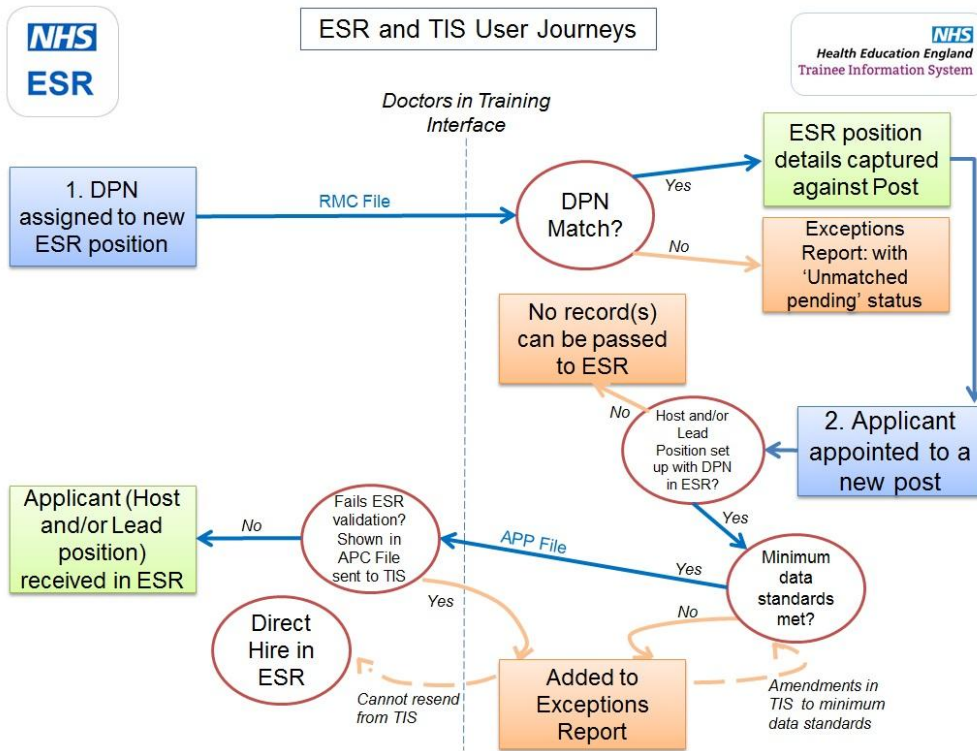 NHS
ESR
ESR and TIS User Journeys
NHS
Health Education England
Trainee Information System
Doctors in Training
Interface
1. DPN
assigned to new
ESR position
RMC File
DPN
Match?
Yes
No
ESR position
details captured
against Post
Exceptions
Report: with
‘Unmatched
pending’ status
No record(s)
can be passed
to ESR
No
Host and/or
Lead
Position set
up with DPN
in ESR?
2. Applicant
appointed to a
new post
Yes
Minimum
data
standards
met?
Yes
APP File
No
Fails ESR
validation?
Shown in
APC File
sent to TIS
No
Applicant (Host
and/or Lead
position)
received in ESR
Yes
Direct
Hire in
ESR
Cannot resend
from TIS
Added to
Exceptions
Report
Amendments in
TIS to minimum
data standards